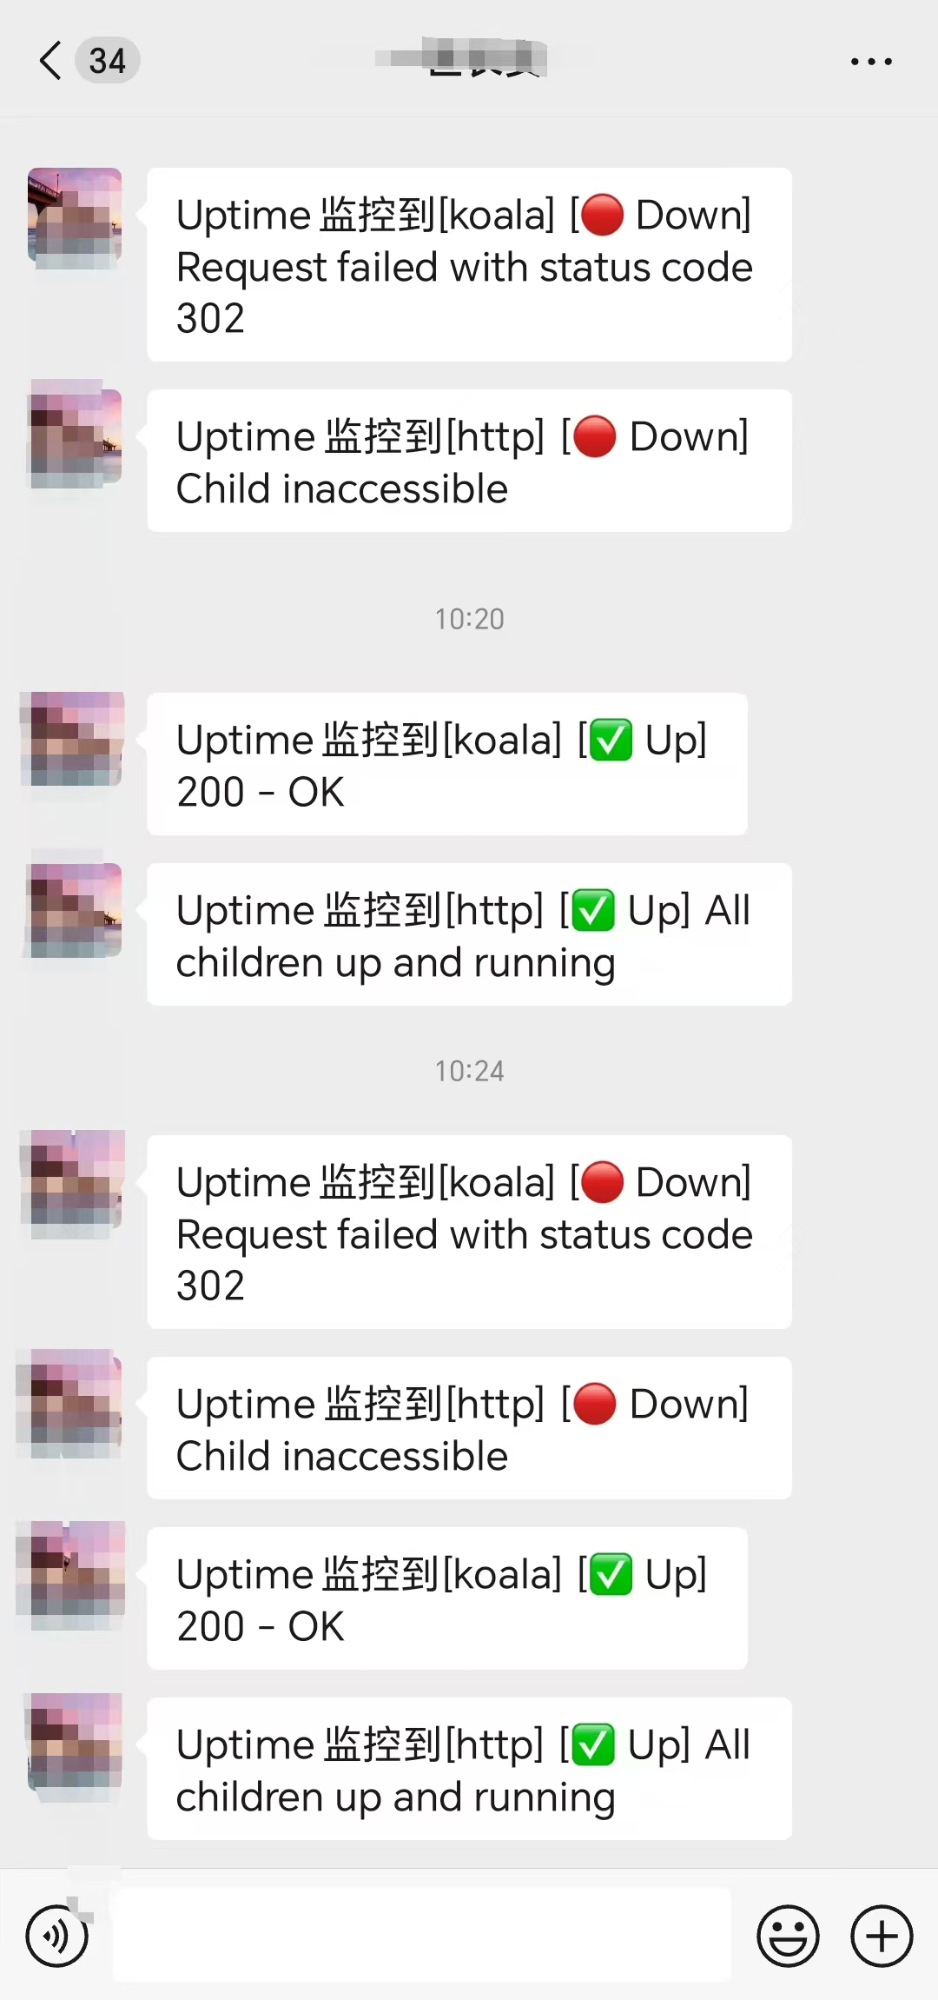 34
Uptime 监控到[koala] [🔴 Down]
Request failed with status code
302
Uptime 监控到[http] [🔴 Down]
Child inaccessible
10:20
Uptime 监控到[koala] [✅ Up]
200 - OK
Uptime 监控到[http] [✅ Up] All
children up and running
10:24
Uptime 监控到[koala] [🔴 Down]
Request failed with status code
302
Uptime 监控到[http] [🔴 Down]
Child inaccessible
Uptime 监控到[koala] [✅ Up]
200 - OK
Uptime 监控到[http] [✅ Up] All
children up and running